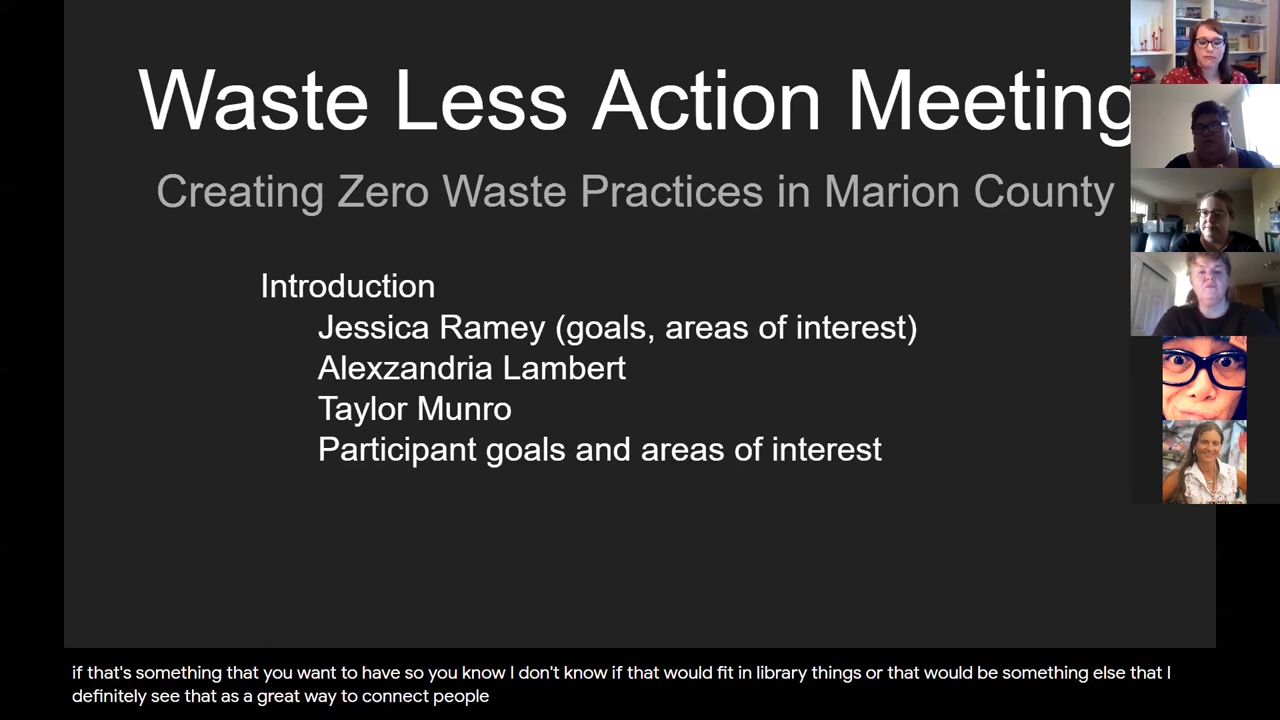 Waste Less Action Meeting
Creating Zero Waste Practices in Marion County
Introduction
Jessica Ramey (goals, areas of interest)
Alexzandria Lambert
Taylor Munro
Participant goals and areas of interest
if that's something that you want to have so you know I don't know if that would fit in library things or that would be something else that I
definitely see that as a great way to connect people